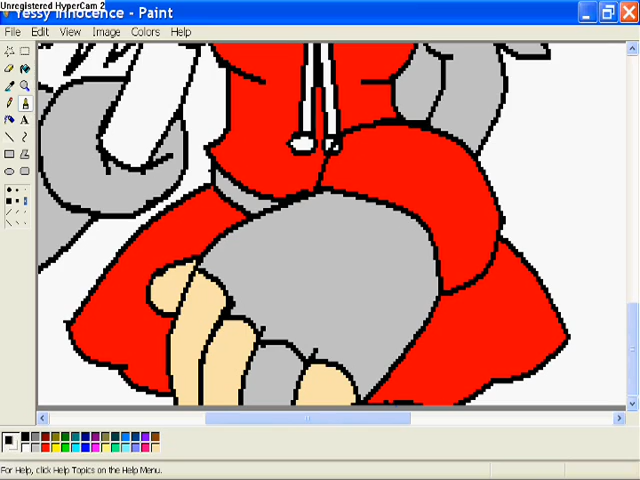 Unregistered HyperCam 2
Yessy innocence - Paint
File Edit View Image Colors Help
A
For Help, click Help Topics on the Help Menu.